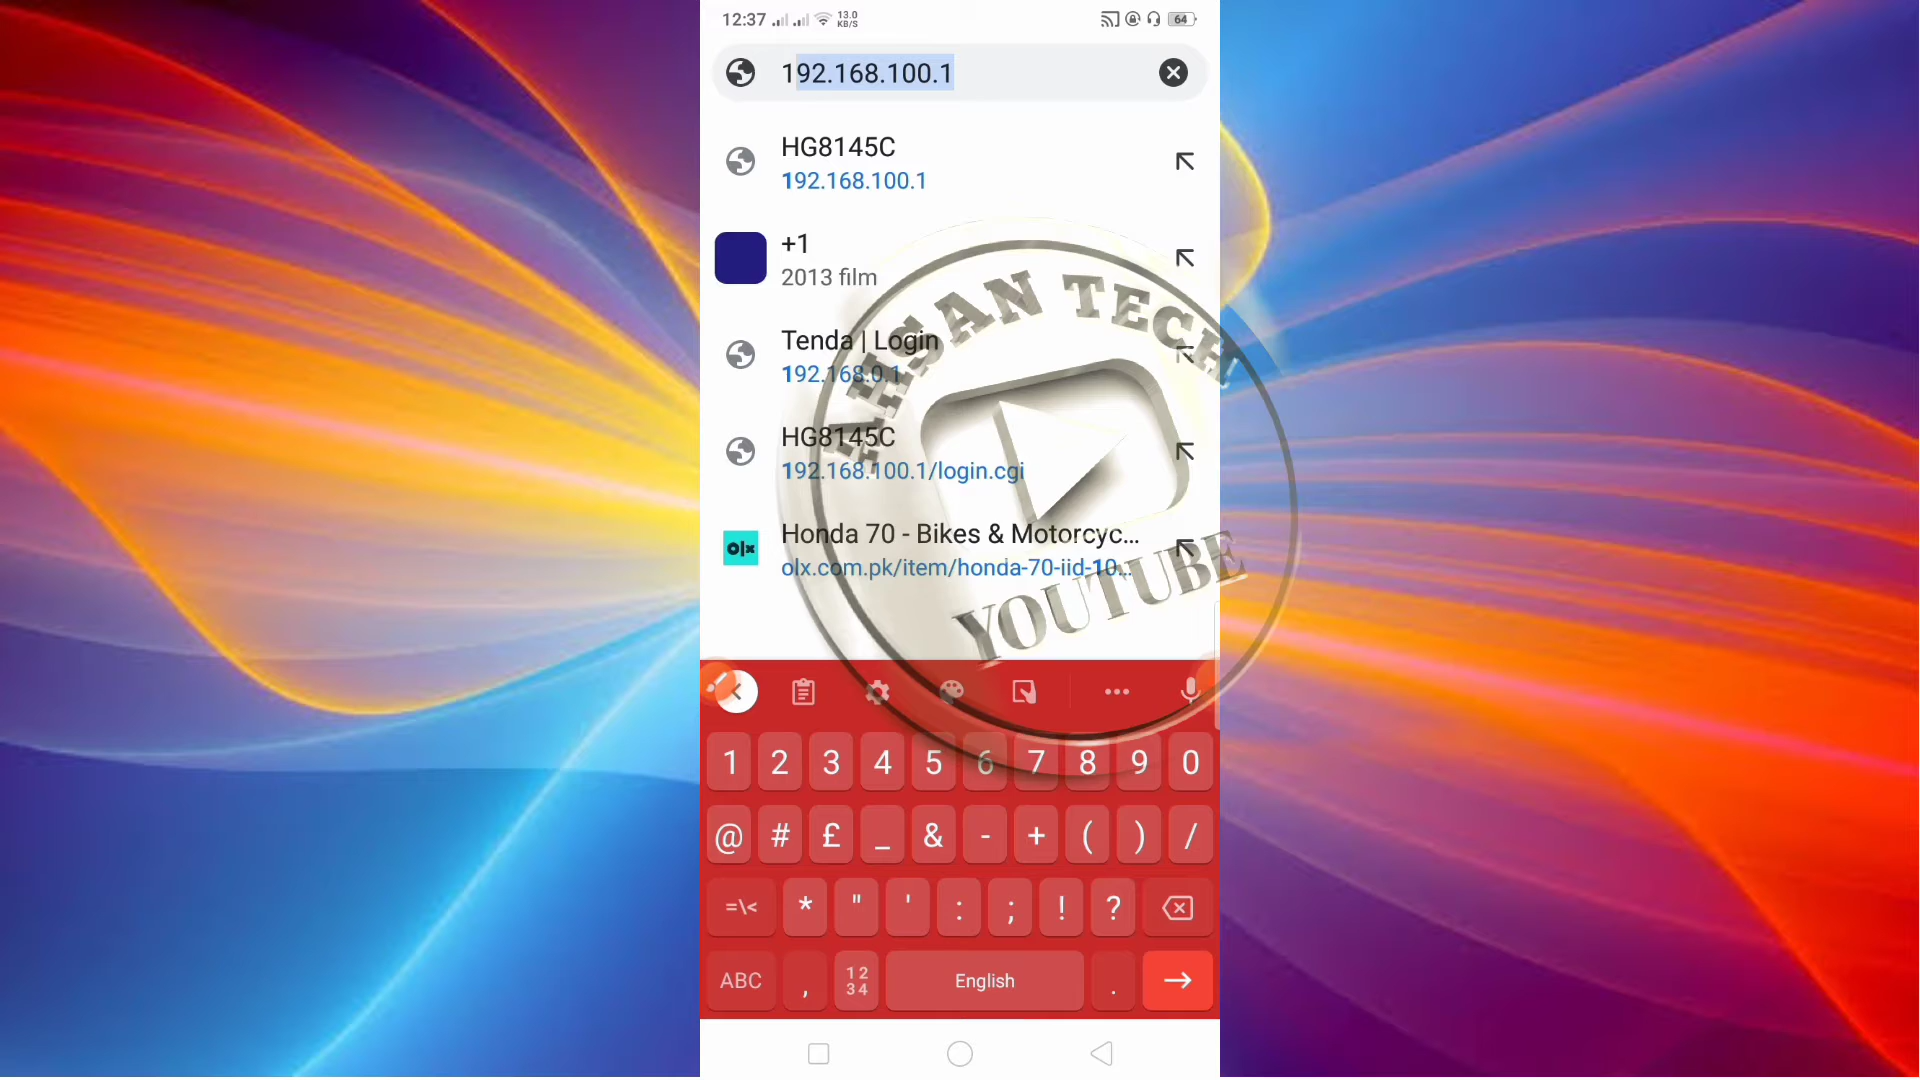 12:37 13.0 KB/S 64
192.168.100.1
HG8145C
192.168.100.1
+1
2013 film
Tenda | Login
192.168.0.1
HG8145C
192.168.100.1/login.cgi
olx
Honda 70 - Bikes & Motorcyc...
olx.com.pk/item/honda-70-iid-10...
AHSAN TECH
YOUTUBE
1 2 3 4 5 6 7 8 9 0
@ # £ _ & - + ( ) /
=\< * " ' : ; ! ?
ABC , 12 34 English .